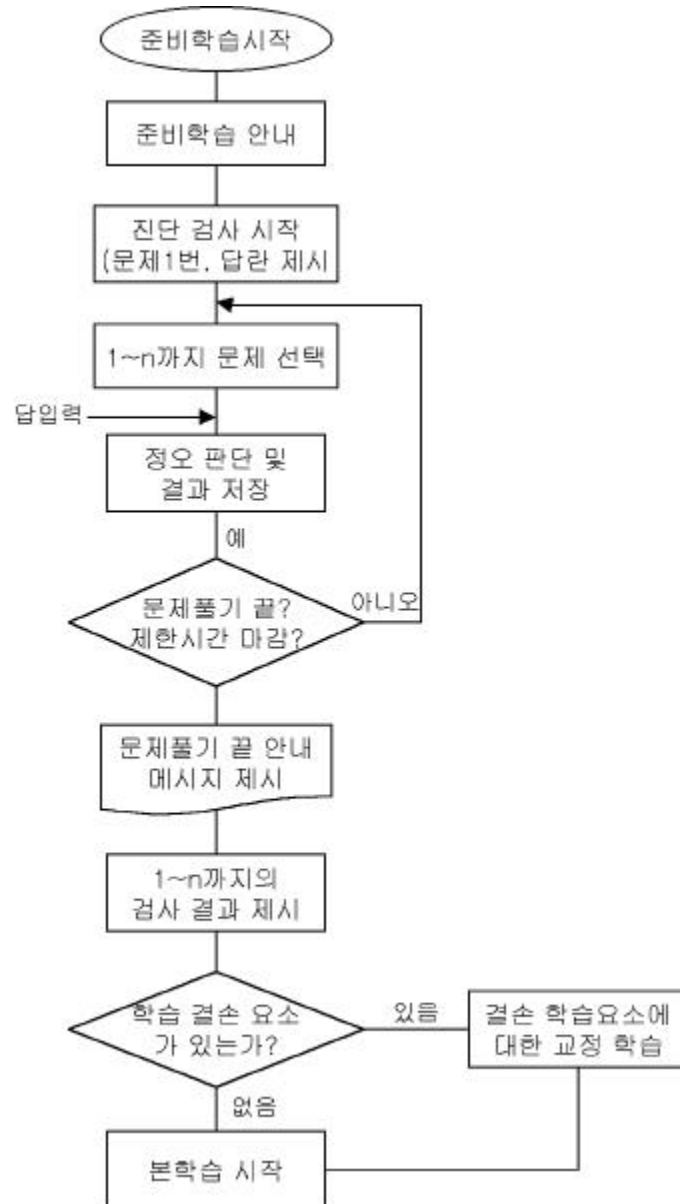 준비학습시작
준비학습 안내
진단 검사 시작
(문제1번, 답란 제시
1~n까지 문제 선택
답입력
정오 판단 및
결과 저장
예
문제풀기 끝?
제한시간 마감?
아니오
문제풀기 끝 안내
메시지 제시
1~n까지의
검사 결과 제시
학습 결손 요소
가 있는가?
있음
결손 학습요소에
대한 교정 학습
없음
본학습 시작